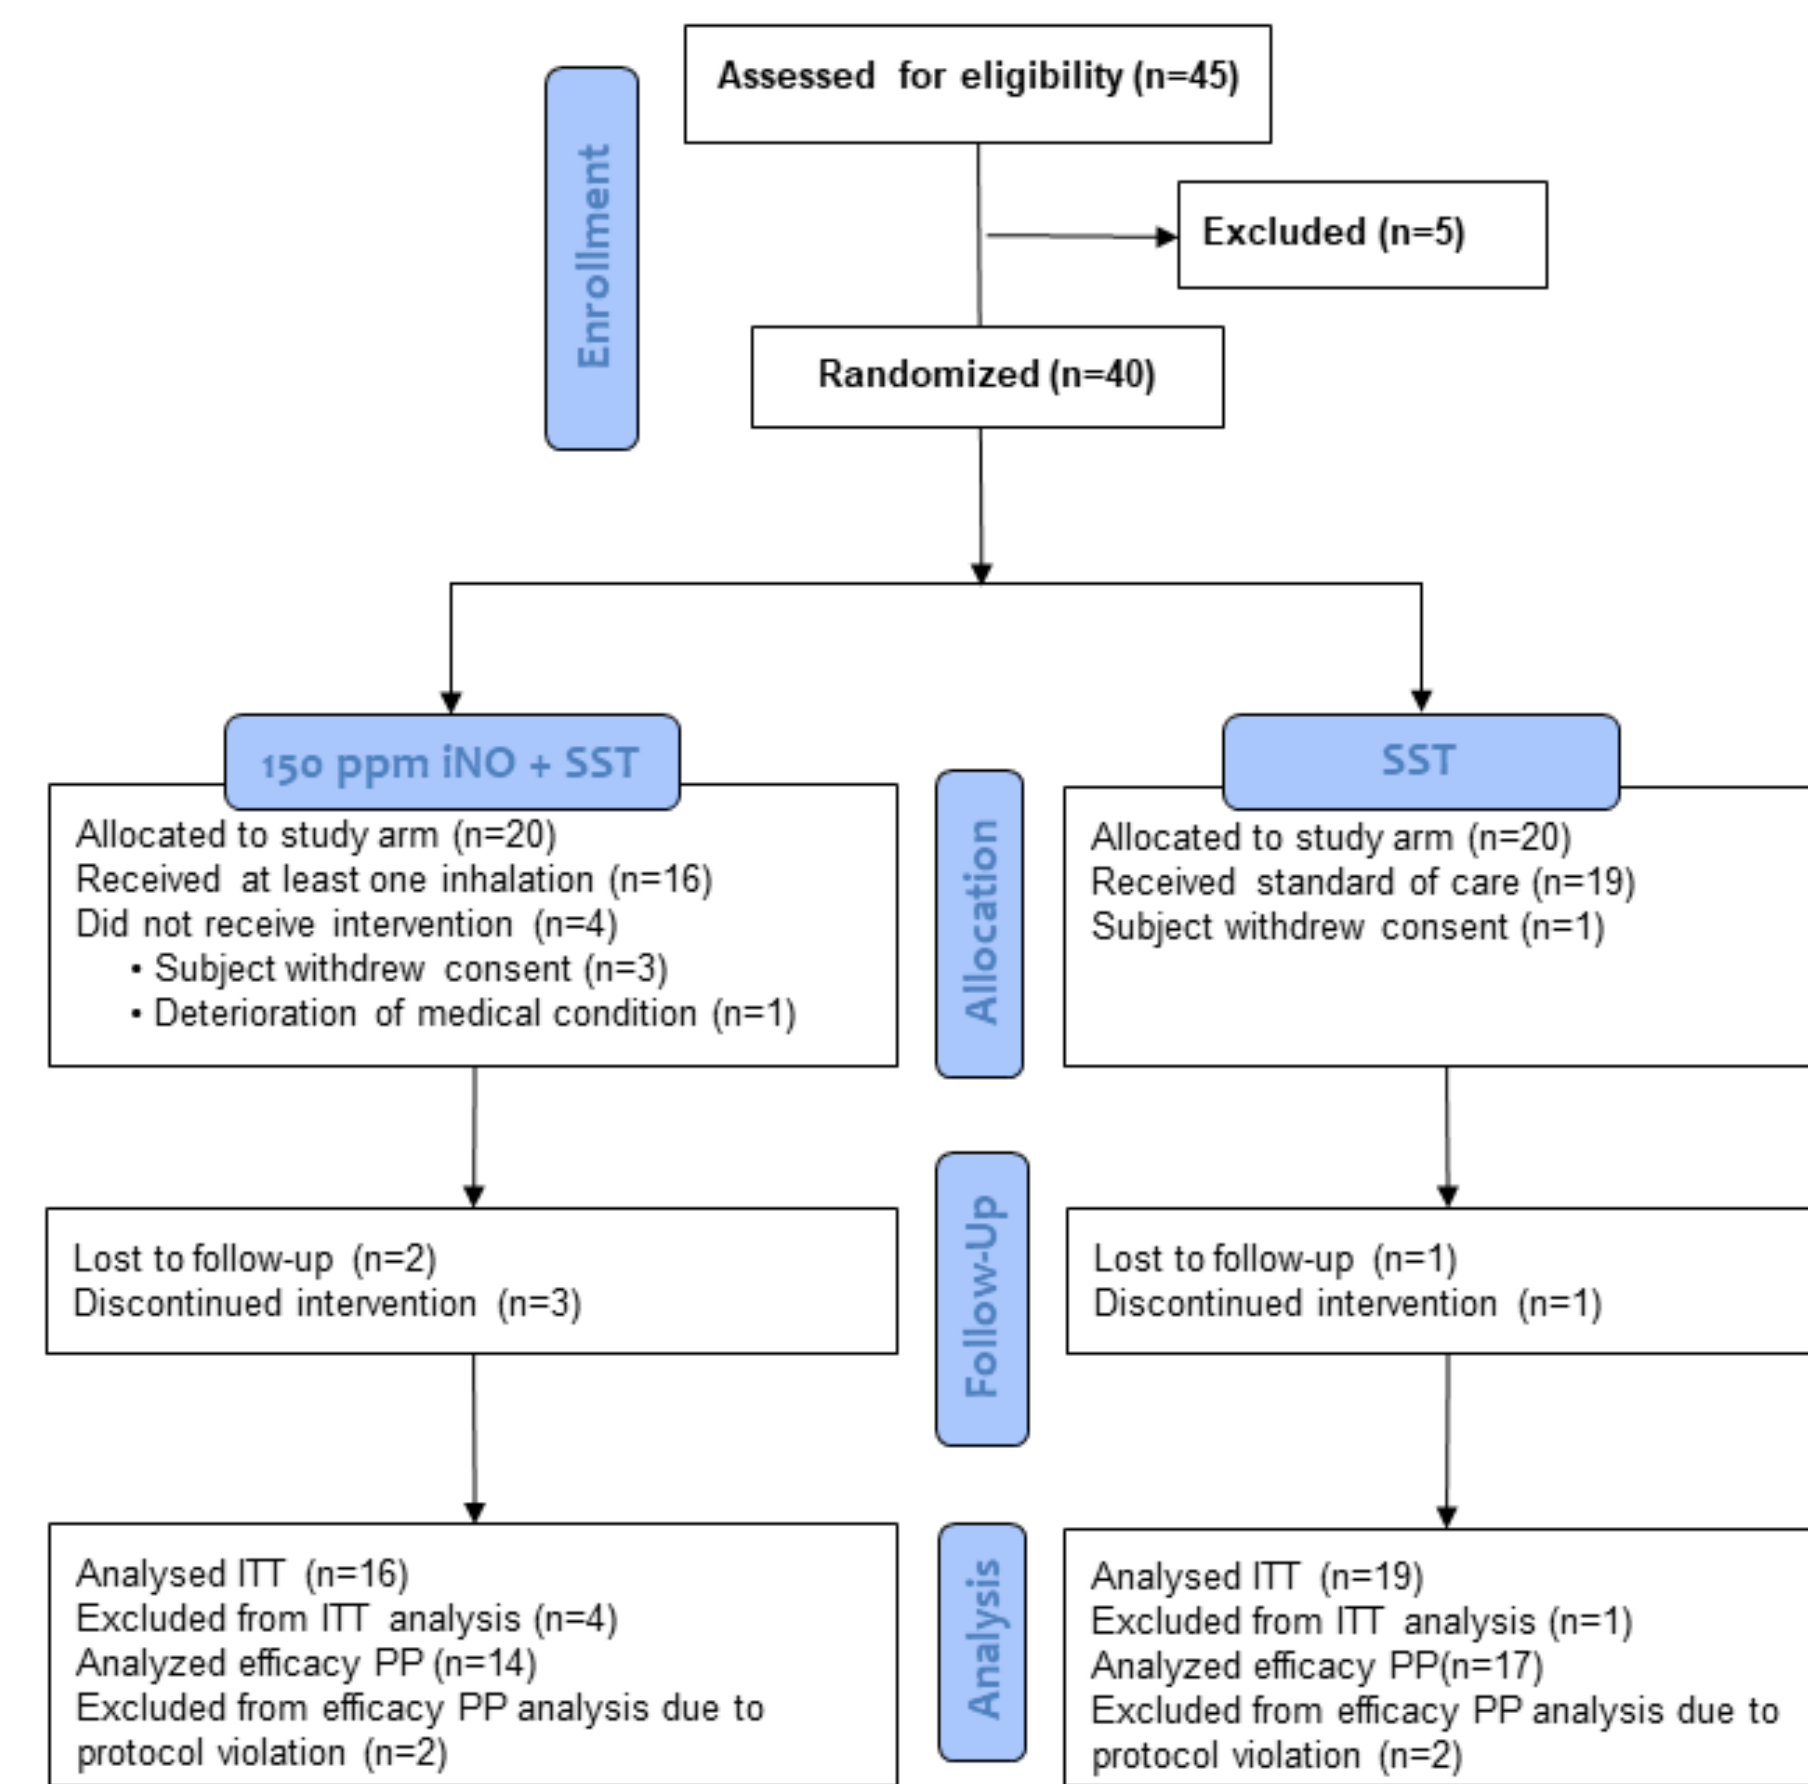 Assessed for eligibility (n=45)
Enrollment
Excluded (n=5)
Randomized (n=40)
150 ppm iNO + SST
Allocated to study arm (n=20)
Received at least one inhalation (n=16)
Did not receive intervention (n=4)
• Subject withdrew consent (n=3)
• Deterioration of medical condition (n=1)
Allocation
SST
Allocated to study arm (n=20)
Received standard of care (n=19)
Subject withdrew consent (n=1)
Lost to follow-up (n=2)
Discontinued intervention (n=3)
Follow-Up
Lost to follow-up (n=1)
Discontinued intervention (n=1)
Analysed ITT (n=16)
Excluded from ITT analysis (n=4)
Analyzed efficacy PP (n=14)
Excluded from efficacy PP analysis due to
protocol violation (n=2)
Analysis
Analysed ITT (n=19)
Excluded from ITT analysis (n=1)
Analyzed efficacy PP(n=17)
Excluded from efficacy PP analysis due to
protocol violation (n=2)